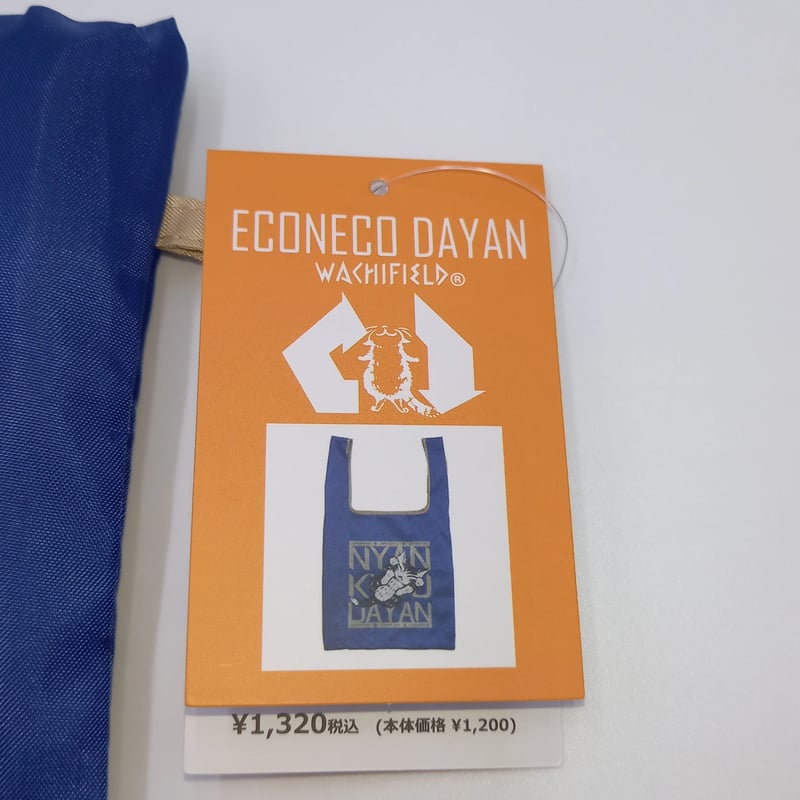 ECONECO DAYAN
WACHIFIELD®
NYAN
DAYAN
¥1,320税込 (本体価格 ¥1,200)